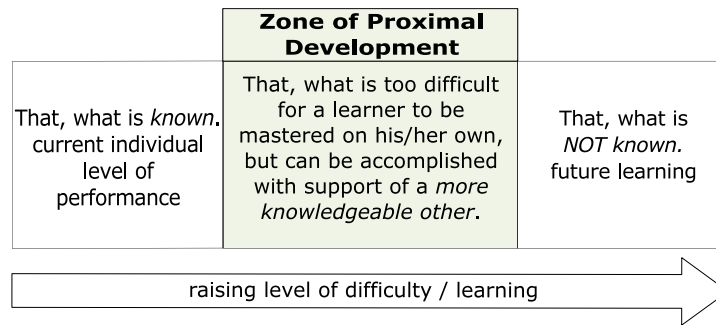 Zone of Proximal
Development
That, what is known.
current individual
level of
performance
That, what is too difficult
for a learner to be
mastered on his/her own,
but can be accomplished
with support of a more
knowledgeable other.
That, what is
NOT known.
future learning
raising level of difficulty / learning